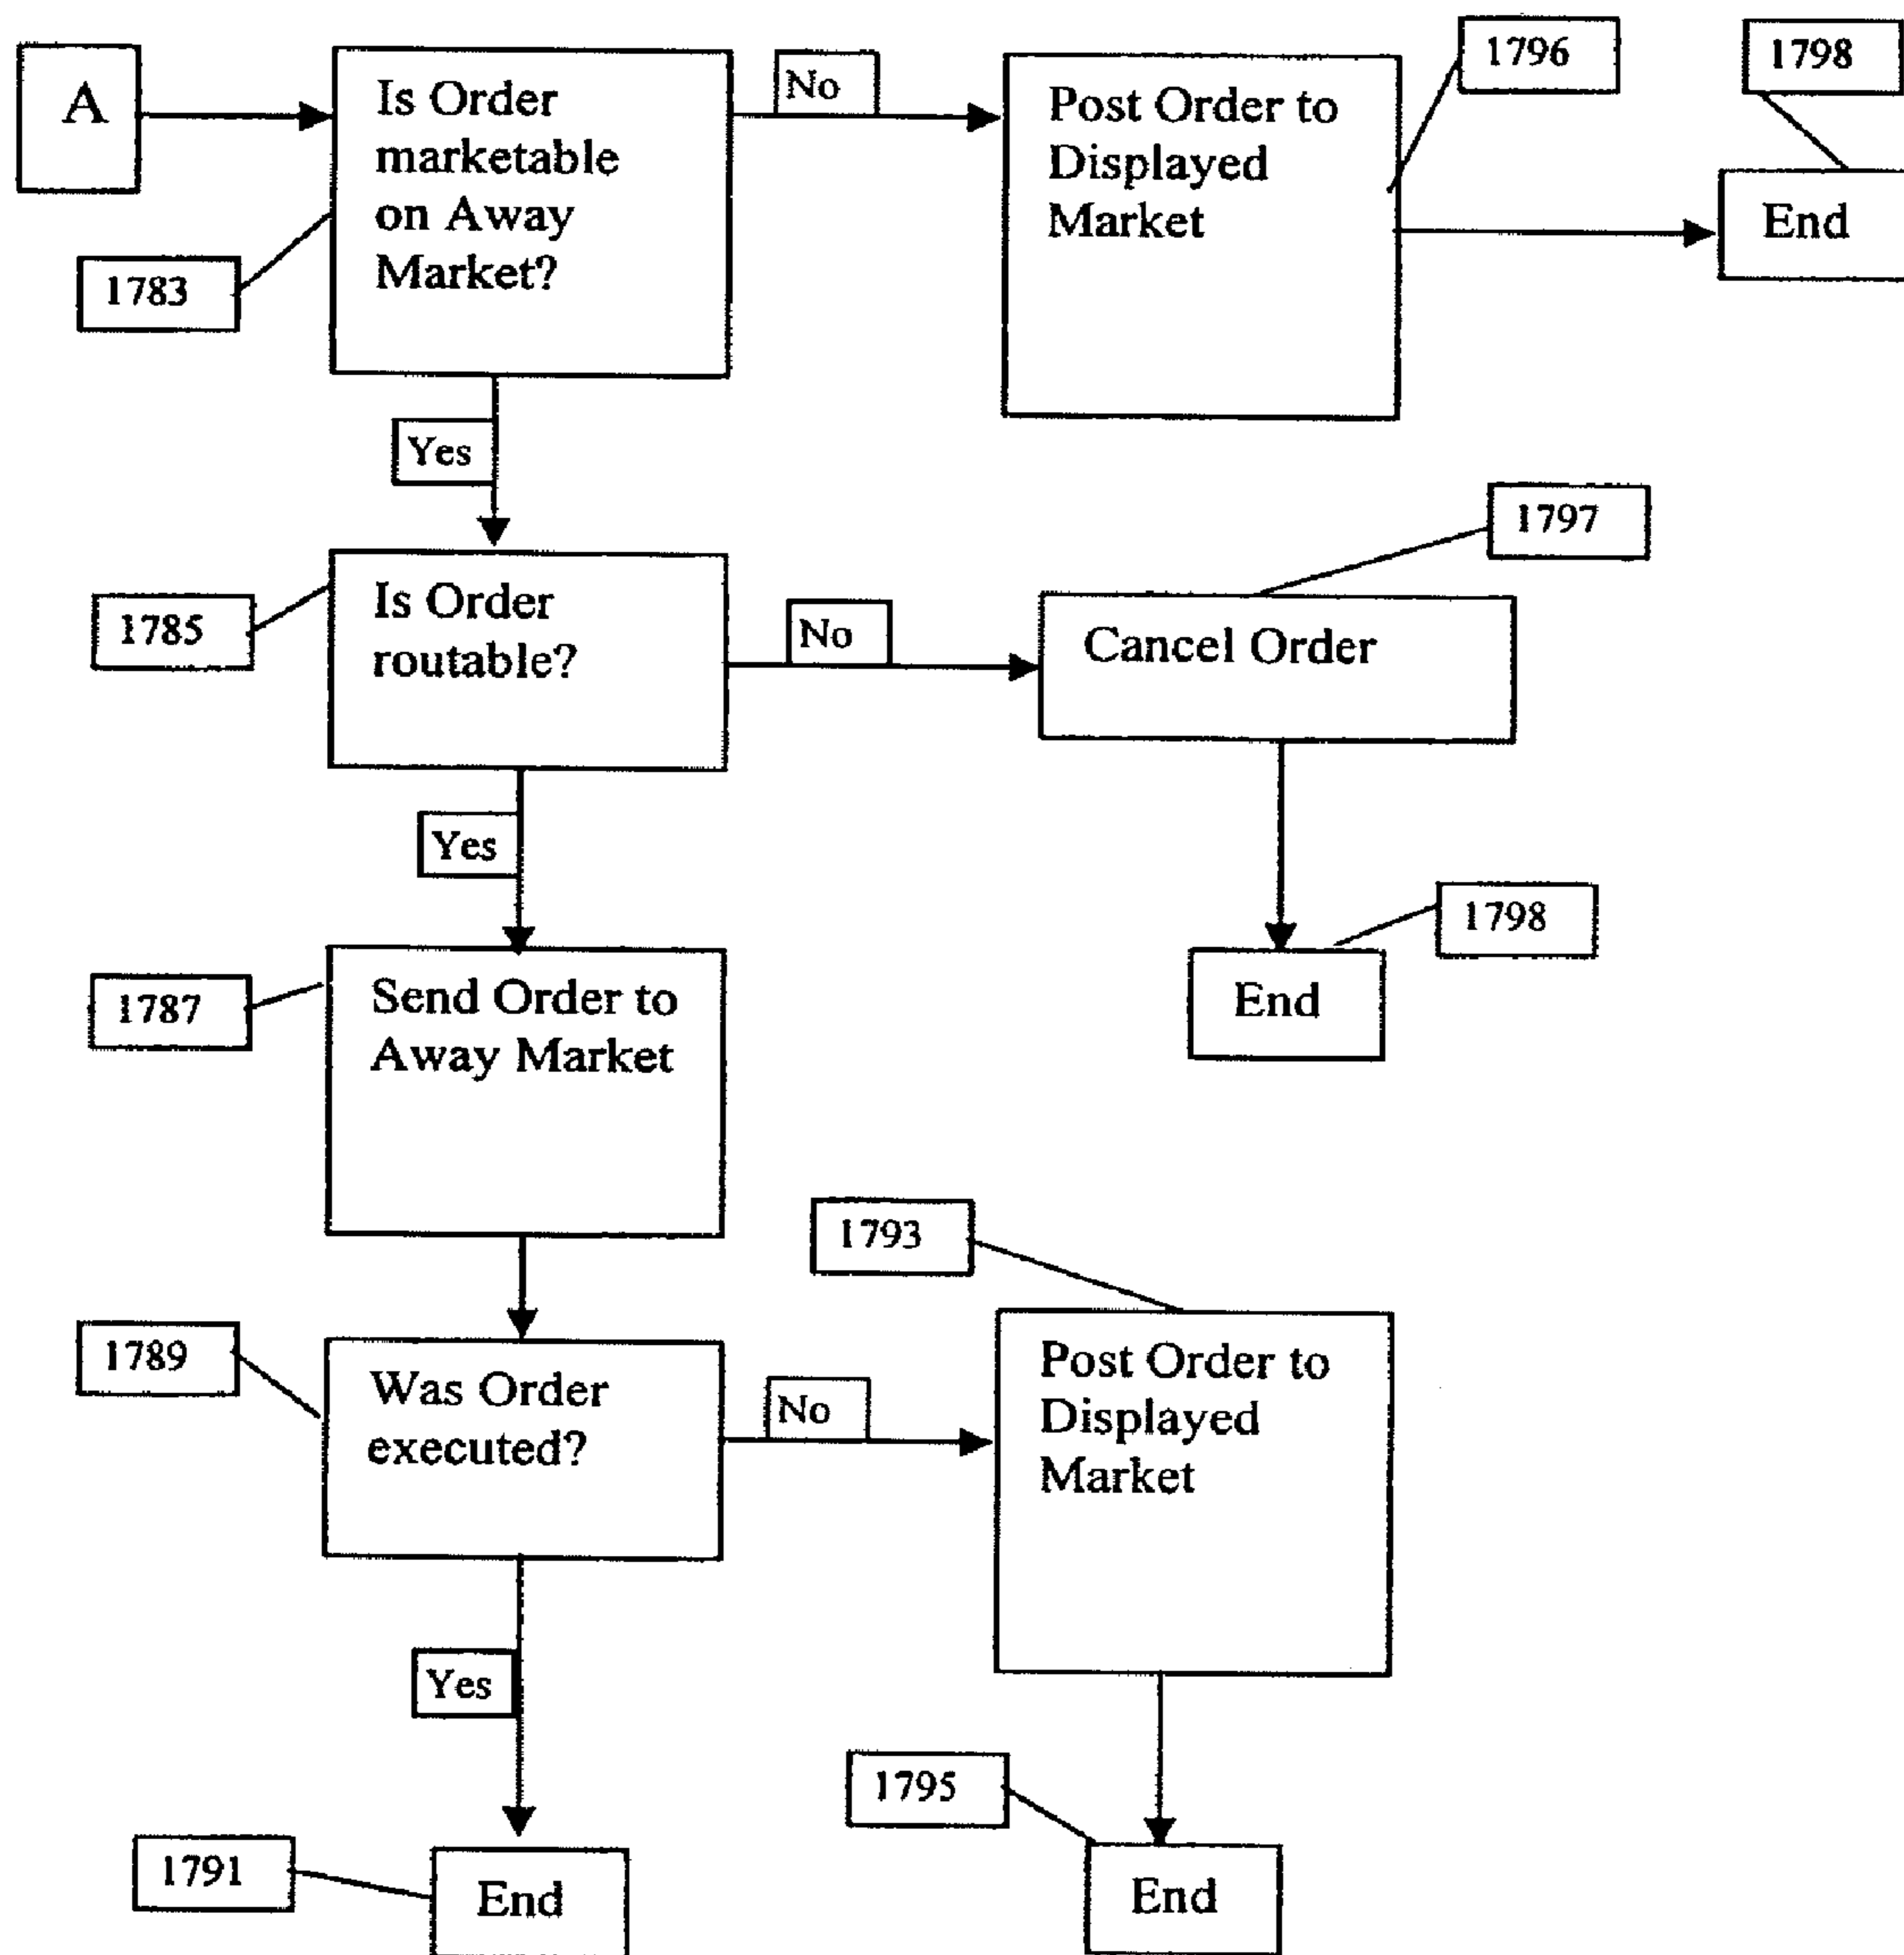 A
Is Order
marketable
on Away
Market?
No
Post Order to
Displayed
Market
1796
1798
End
1783
Yes
1797
1785
Is Order
routable?
No
Cancel Order
Yes
1798
End
1787
Send Order to
Away Market
1793
1789
Was Order
executed?
No
Post Order to
Displayed
Market
Yes
1795
1791
End
End